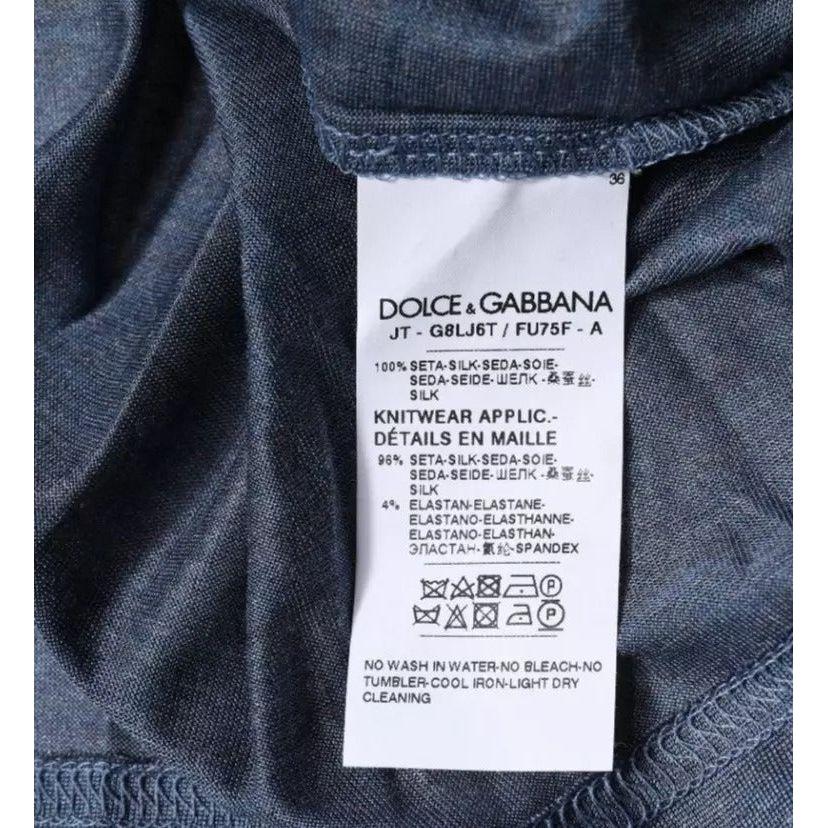 36
DOLCE & GABBANA
JT - G8LJ6T / FU75F - A
100% SETA-SILK-SEDA-SOIE-
SEDA-SEIDE-ШЕЛК-桑蚕丝-
SILK
KNITWEAR APPLIC.-
DÉTAILS EN MAILLE
96% SETA-SILK-SEDA-SOIE-
SEDA-SEIDE-ШЕЛК-桑蚕丝-
SILK
4% ELASTAN-ELASTANE-
ELASTANO-ELASTHANNE-
ELASTANO-ELASTHAN-
ЭЛАСТАН-氨纶-SPANDEX
P
P
NO WASH IN WATER-NO BLEACH-NO
TUMBLER-COOL IRON-LIGHT DRY
CLEANING